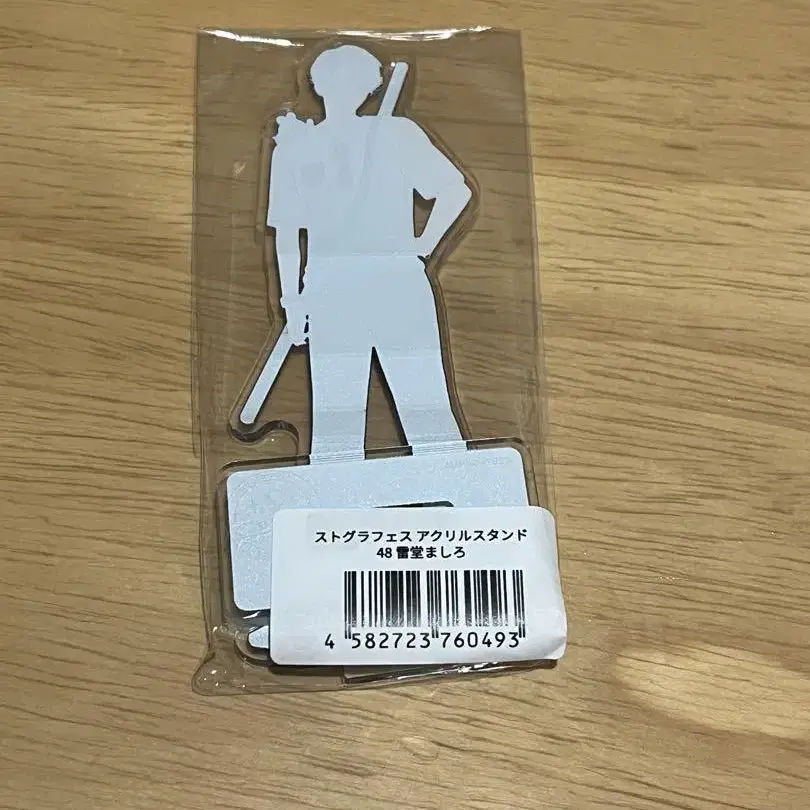 ストグラフェス アクリルスタンド
48 雷堂ましろ
4 582723 760493